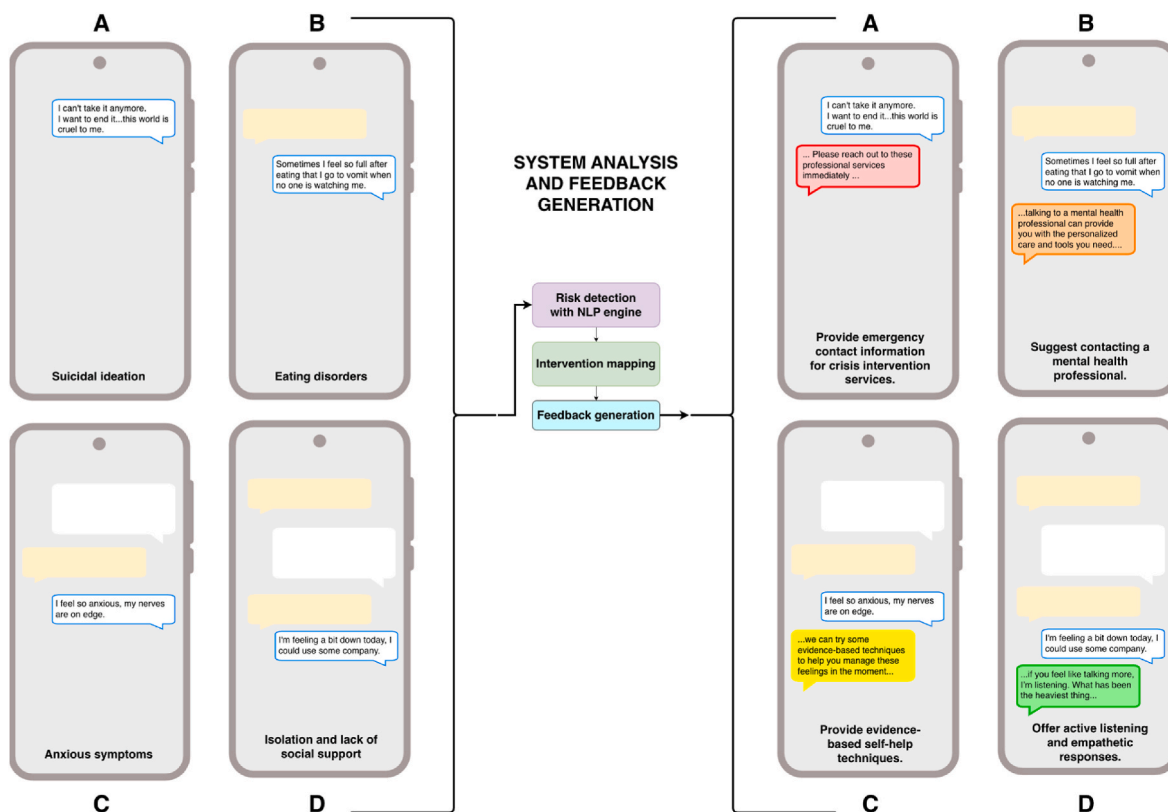 A
B
I can't take it anymore.
I want to end it...this world is
cruel to me.
Suicidal ideation
Sometimes I feel so full after
eating that I go to vomit when
no one is watching me.
Eating disorders
I feel so anxious, my nerves
are on edge.
Anxious symptoms
C
I'm feeling a bit down today, I
could use some company.
Isolation and lack of
social support
D
SYSTEM ANALYSIS
AND FEEDBACK
GENERATION
Risk detection
with NLP engine
Intervention mapping
Feedback generation
A
B
I can't take it anymore.
I want to end it...this world is
cruel to me.
... Please reach out to these
professional services
immediately ...
Provide emergency
contact information
for crisis intervention
services.
Sometimes I feel so full after
eating that I go to vomit when
no one is watching me.
...talking to a mental health
professional can provide
you with the personalized
care and tools you need....
Suggest contacting a
mental health
professional.
I feel so anxious, my nerves
are on edge.
...we can try some
evidence-based techniques
to help you manage these
feelings in the moment...
Provide evidence-
based self-help
techniques.
C
I'm feeling a bit down today, I
could use some company.
...if you feel like talking more,
I'm listening. What has been
the heaviest thing...
Offer active listening
and empathetic
responses.
D